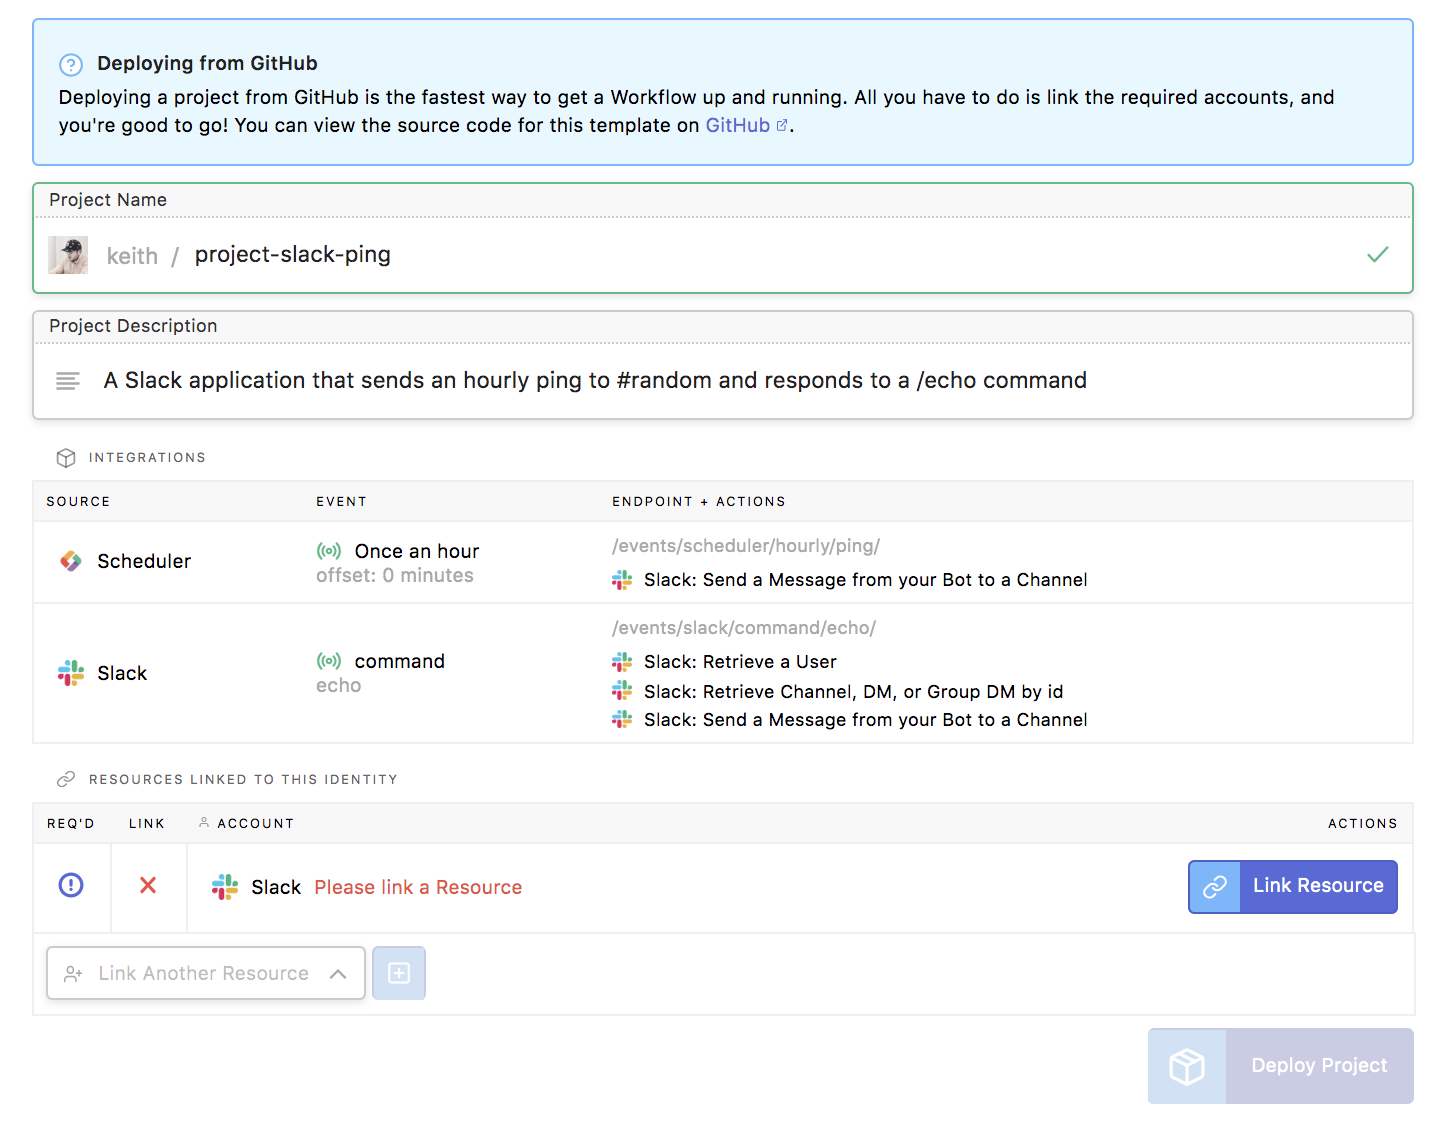 Deploying from GitHub
Deploying a project from GitHub is the fastest way to get a Workflow up and running. All you have to do is link the required accounts, and
you're good to go! You can view the source code for this template on GitHub.
Project Name
keith / project-slack-ping
Project Description
A Slack application that sends an hourly ping to #random and responds to a /echo command
INTEGRATIONS
SOURCE EVENT ENDPOINT + ACTIONS
Scheduler
Once an hour
offset: 0 minutes
/events/scheduler/hourly/ping/
Slack: Send a Message from your Bot to a Channel
Slack
command
echo
/events/slack/command/echo/
Slack: Retrieve a User
Slack: Retrieve Channel, DM, or Group DM by id
Slack: Send a Message from your Bot to a Channel
RESOURCES LINKED TO THIS IDENTITY
REQ'D LINK ACCOUNT ACTIONS
Slack Please link a Resource Link Resource
Link Another Resource
Deploy Project